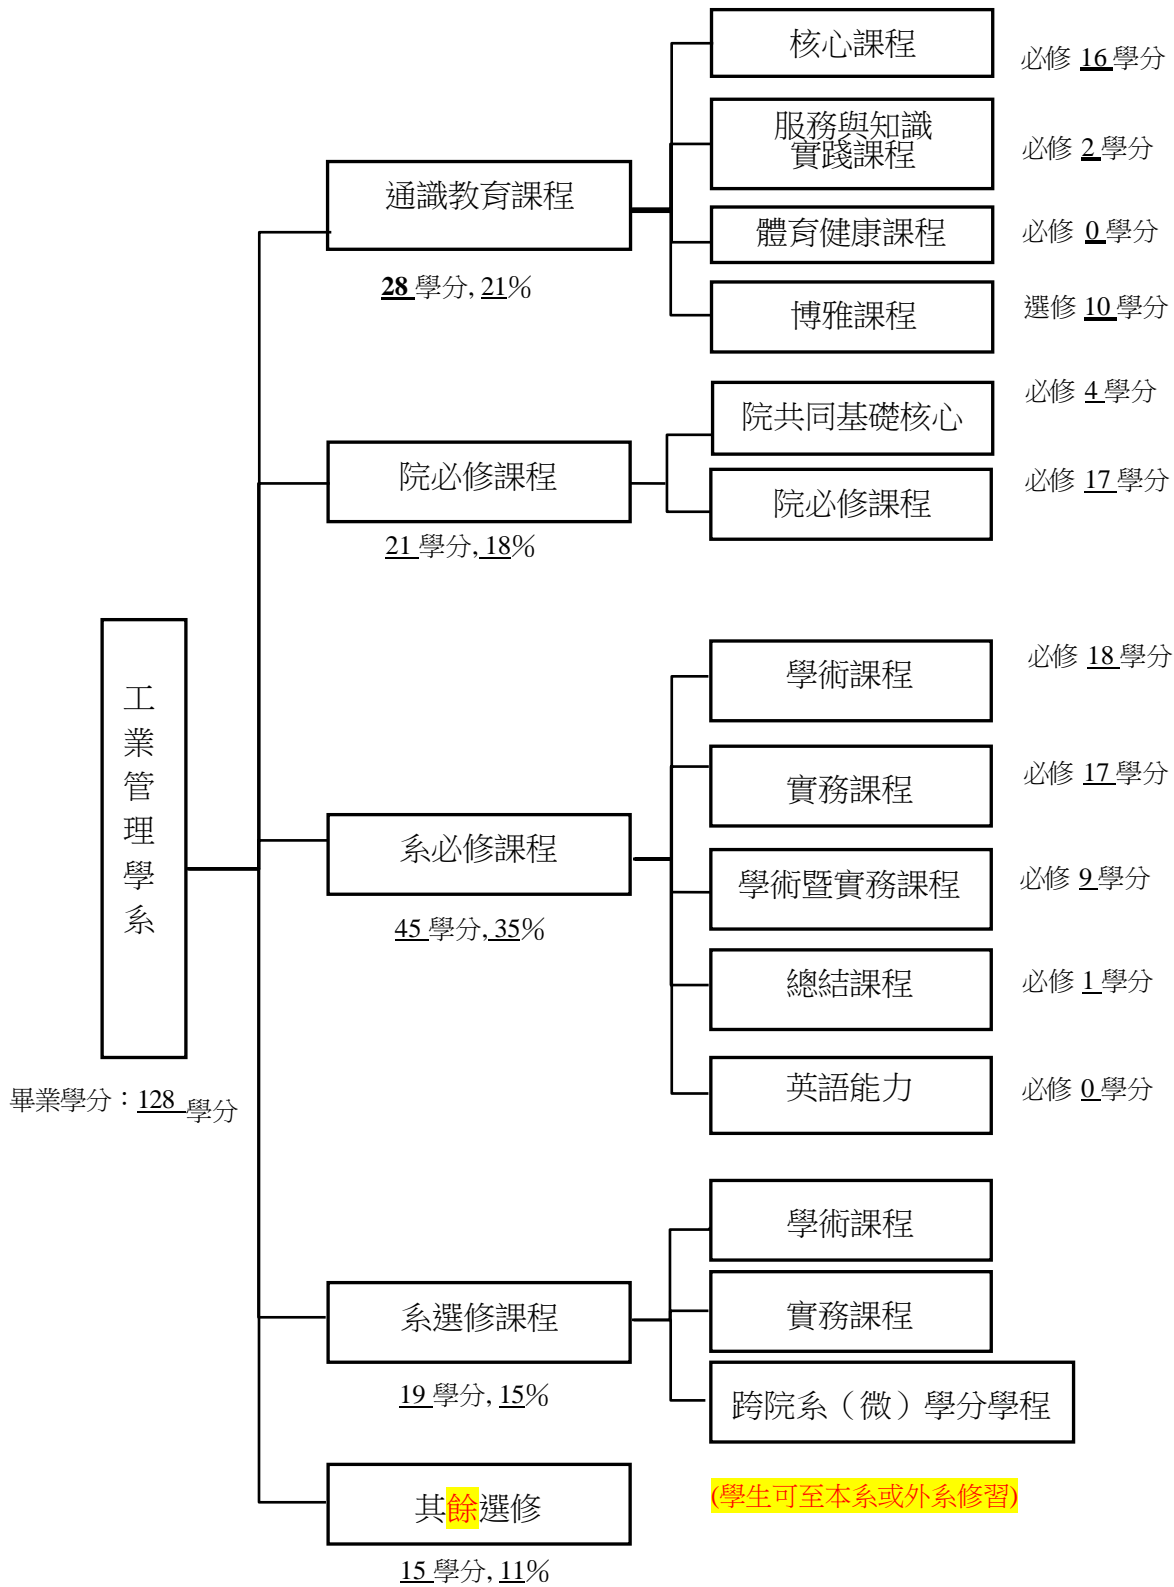 核心課程
必修 16 學分
服務與知識
實踐課程
必修 2 學分
通識教育課程
28 學分, 21%
體育健康課程
必修 0 學分
博雅課程
選修 10 學分
院共同基礎核心
必修 4 學分
院必修課程
21 學分, 18%
院必修課程
必修 17 學分
工業管理學系
畢業學分：128 學分
學術課程
必修 18 學分
實務課程
必修 17 學分
系必修課程
45 學分, 35%
學術暨實務課程
必修 9 學分
總結課程
必修 1 學分
英語能力
必修 0 學分
學術課程
系選修課程
19 學分, 15%
實務課程
跨院系（微）學分學程
其餘選修
15 學分, 11%
(學生可至本系或外系修習)